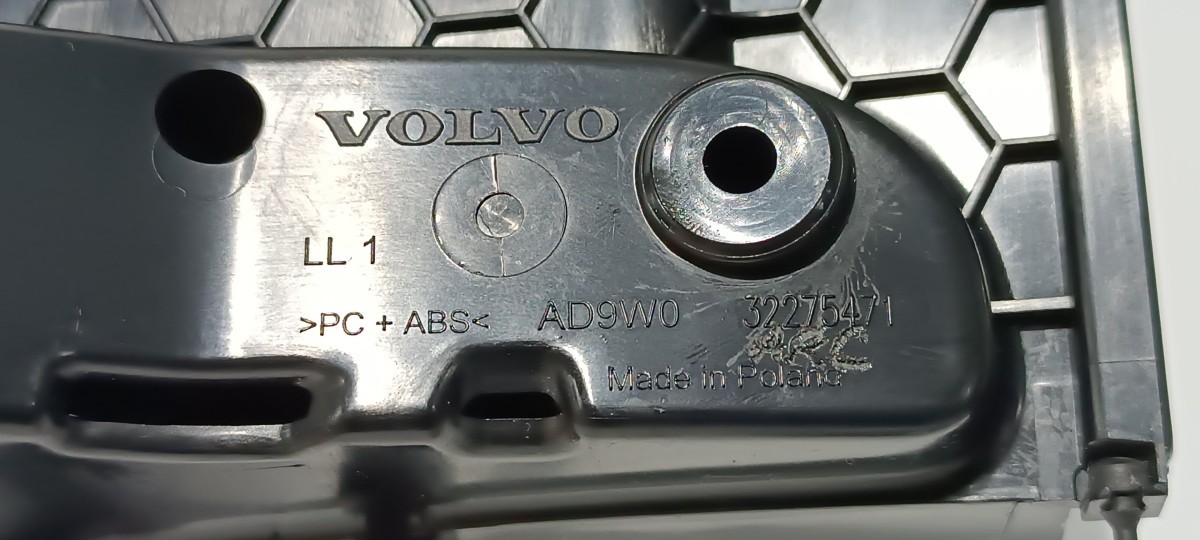 VOLVO
LL 1
>PC + ABS< AD9W0 32275471
Made in Poland